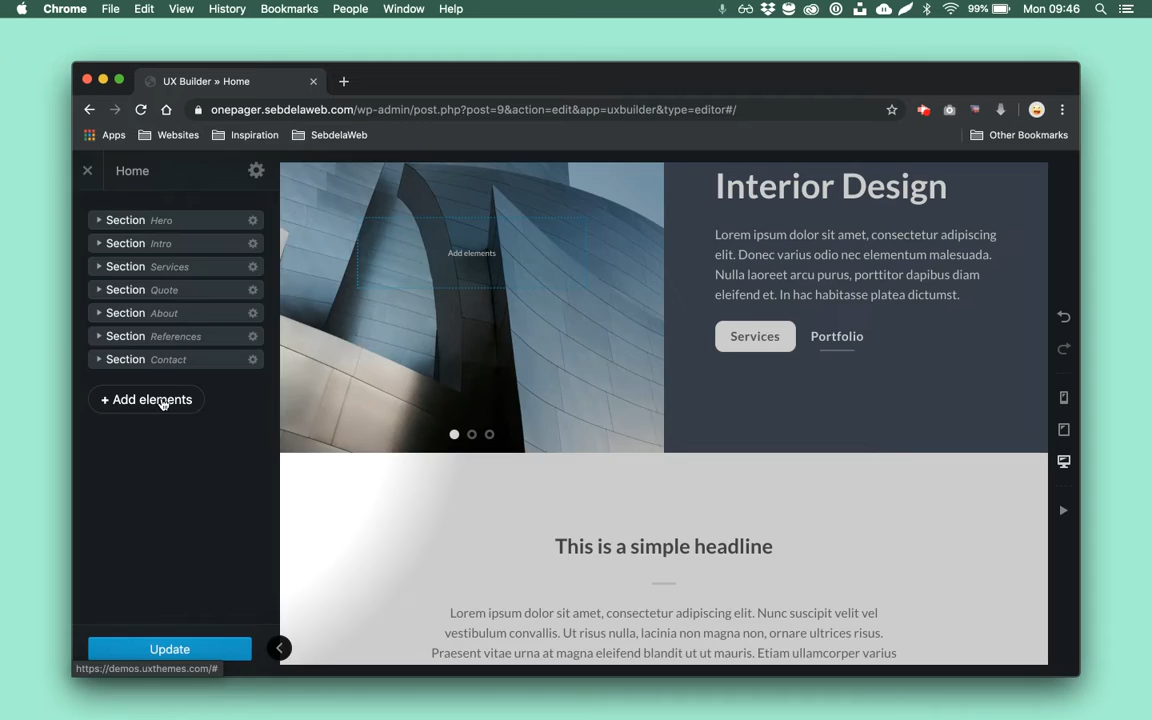 Chrome File Edit View History Bookmarks People Window Help 99% Mon 09:46
UX Builder » Home
onepager.sebdelaweb.com/wp-admin/post.php?post=9&action=edit&app=uxbuilder&type=editor#/
Apps Websites Inspiration SebdelaWeb Other Bookmarks
Home
Section Hero
Section Intro
Section Services
Section Quote
Section About
Section References
Section Contact
+ Add elements
Update
https://demos.uxthemes.com/#
Add elements
Interior Design
Lorem ipsum dolor sit amet, consectetur adipiscing
elit. Donec varius odio nec elementum malesuada.
Nulla laoreet arcu purus, porttitor dapibus diam
eleifend et. In hac habitasse platea dictumst.
Services Portfolio
This is a simple headline
Lorem ipsum dolor sit amet, consectetur adipiscing elit. Nunc suscipit velit vel
vestibulum convallis. Ut risus nulla, lacinia non magna non, ornare ultrices risus.
Praesent vitae urna at magna eleifend blandit ut ut mauris. Etiam ullamcorper varius